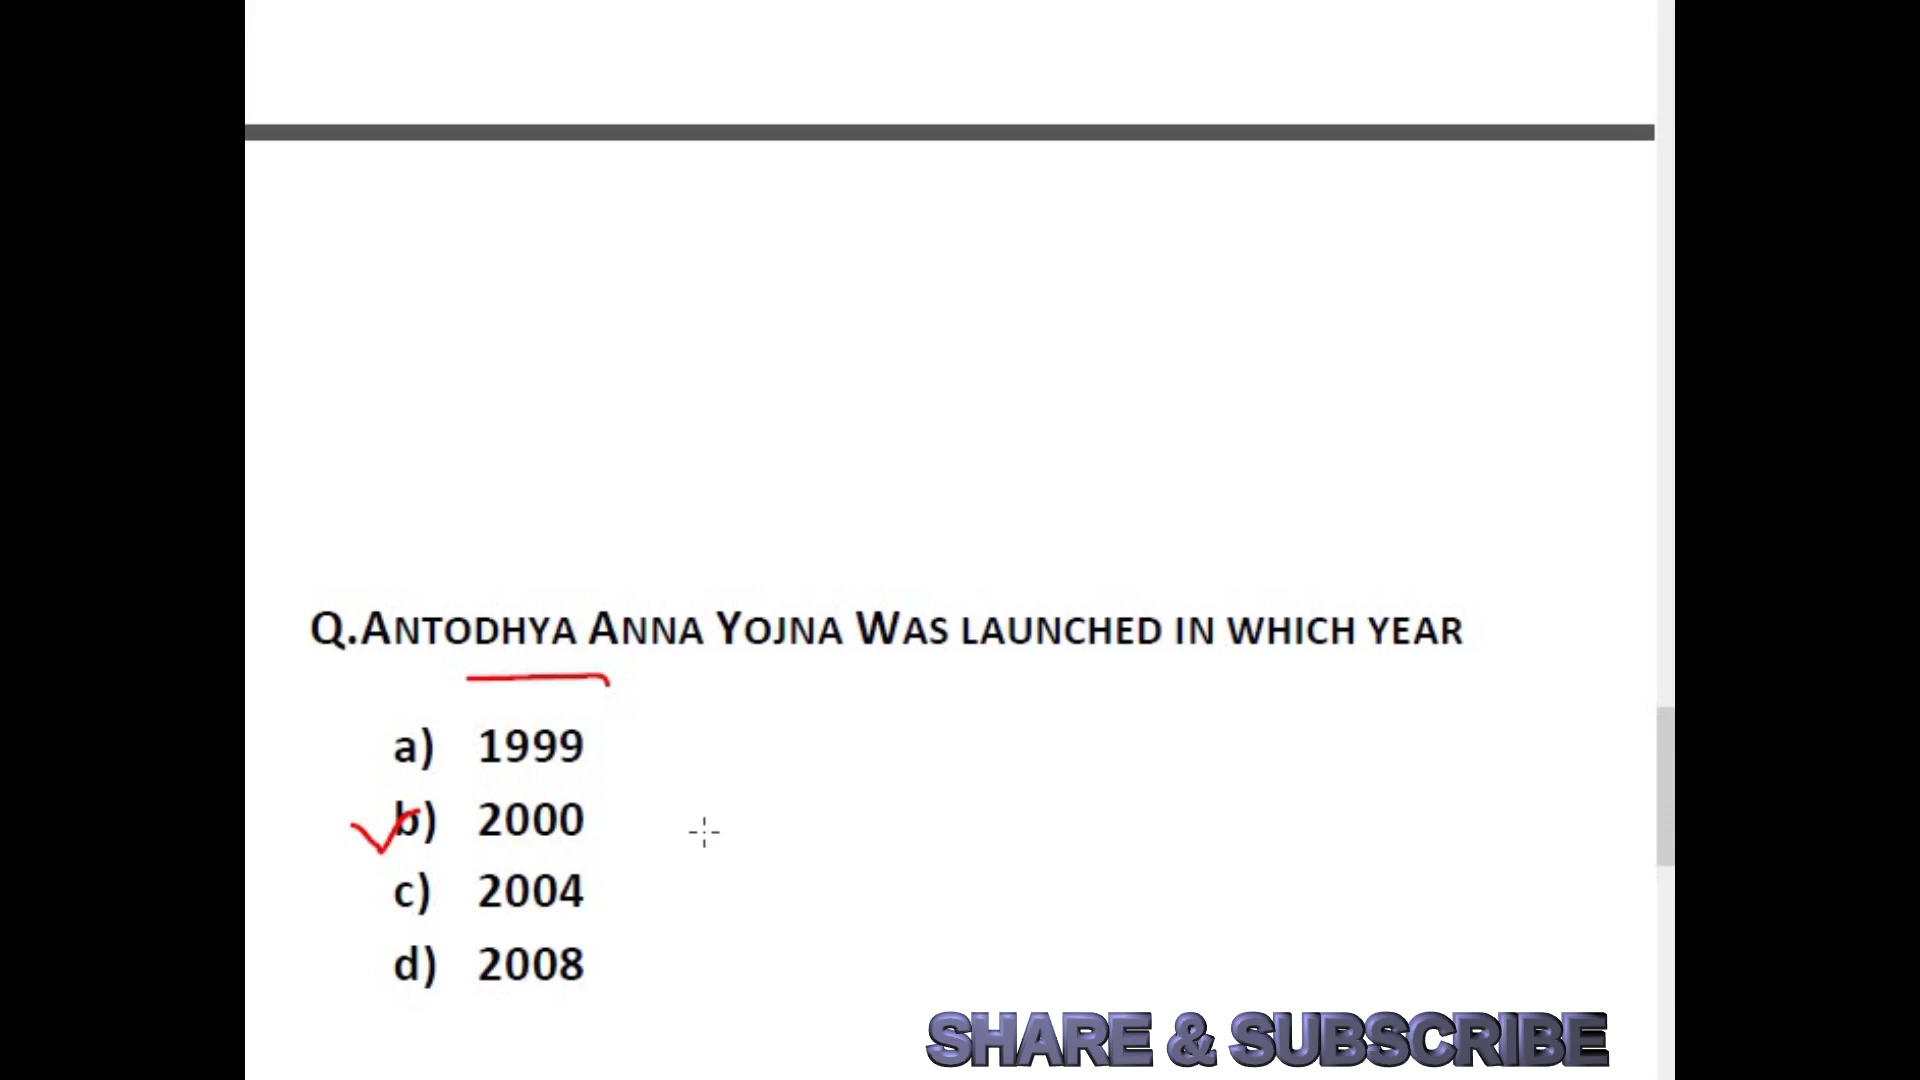 Q.ANTODHYA ANNA YOJNA WAS LAUNCHED IN WHICH YEAR
a) 1999
b) 2000
c) 2004
d) 2008
SHARE & SUBSCRIBE